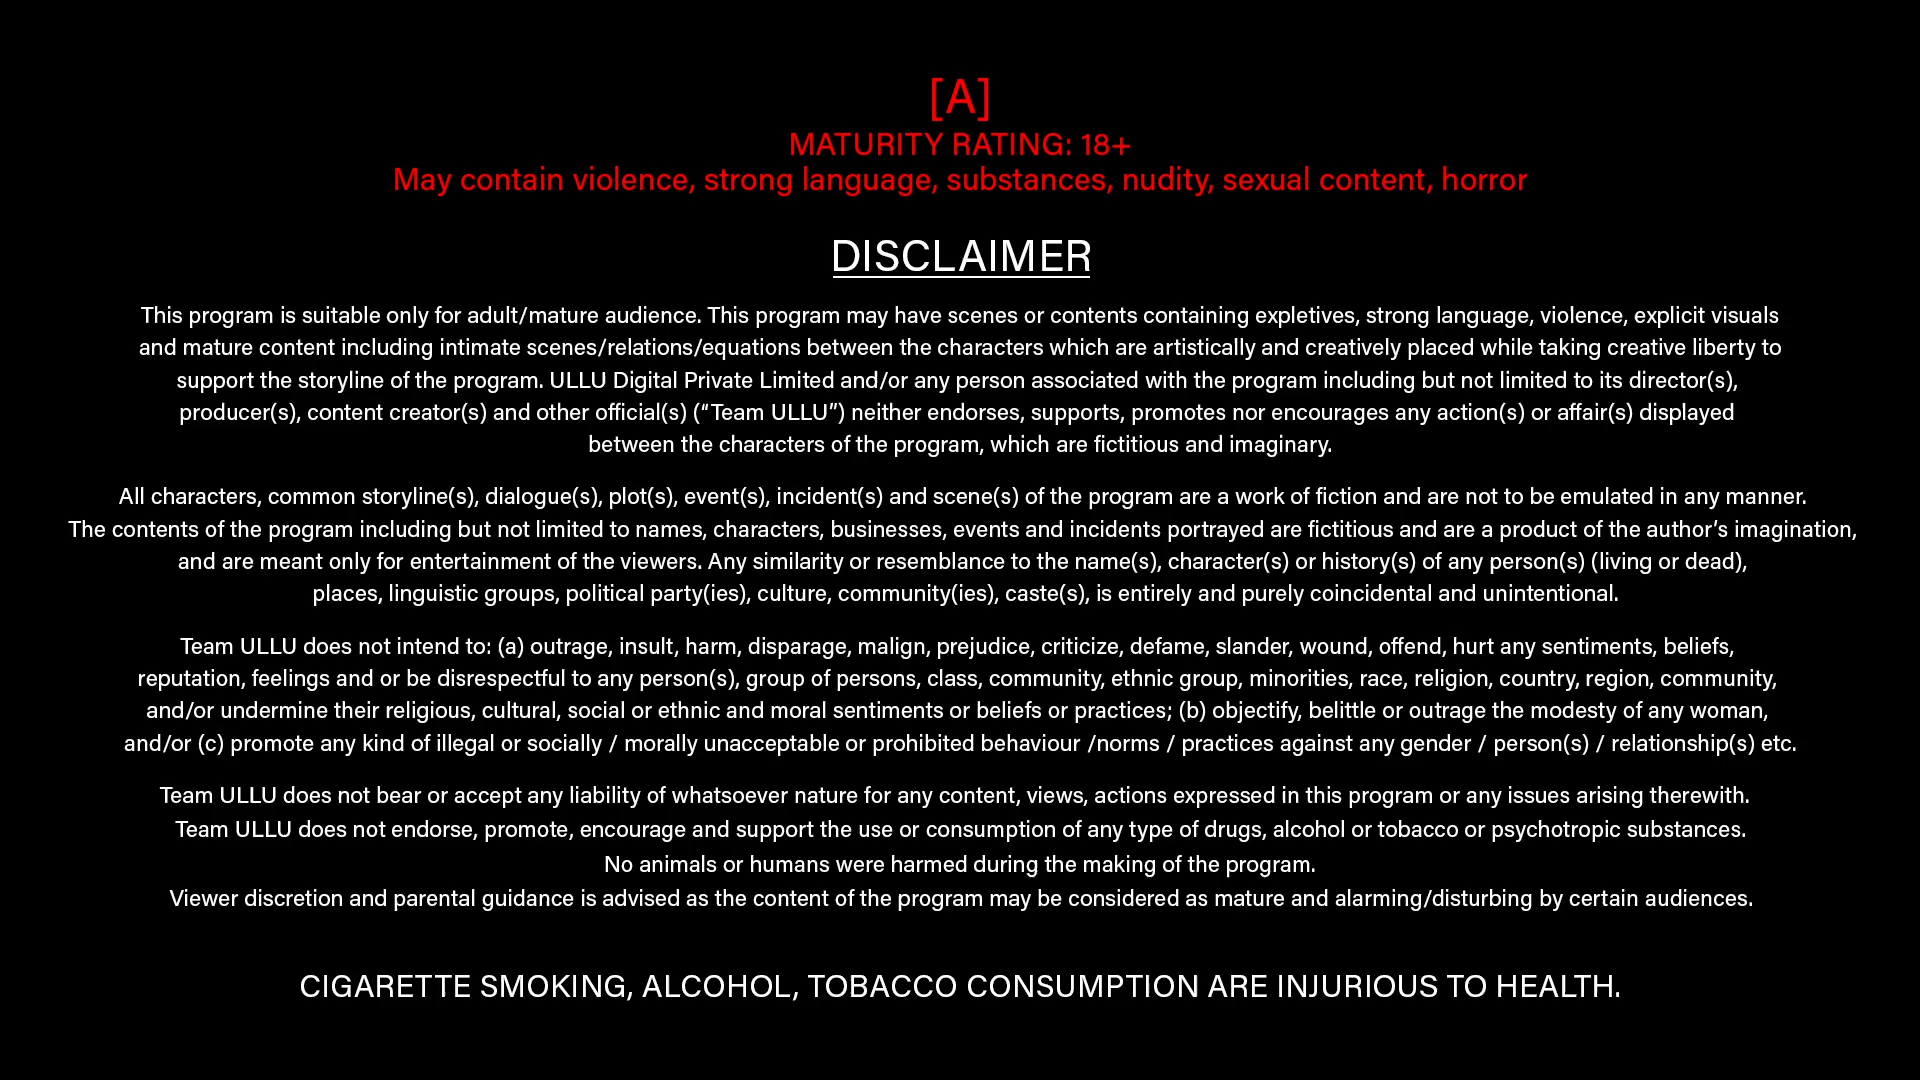 [A]
MATURITY RATING: 18+
May contain violence, strong language, substances, nudity, sexual content, horror
DISCLAIMER
This program is suitable only for adult/mature audience. This program may have scenes or contents containing expletives, strong language, violence, explicit visuals
and mature content including intimate scenes/relations/equations between the characters which are artistically and creatively placed while taking creative liberty to
support the storyline of the program. ULLU Digital Private Limited and/or any person associated with the program including but not limited to its director(s),
producer(s), content creator(s) and other official(s) (“Team ULLU”) neither endorses, supports, promotes nor encourages any action(s) or affair(s) displayed
between the characters of the program, which are fictitious and imaginary.
All characters, common storyline(s), dialogue(s), plot(s), event(s), incident(s) and scene(s) of the program are a work of fiction and are not to be emulated in any manner.
The contents of the program including but not limited to names, characters, businesses, events and incidents portrayed are fictitious and are a product of the author’s imagination,
and are meant only for entertainment of the viewers. Any similarity or resemblance to the name(s), character(s) or history(s) of any person(s) (living or dead),
places, linguistic groups, political party(ies), culture, community(ies), caste(s), is entirely and purely coincidental and unintentional.
Team ULLU does not intend to: (a) outrage, insult, harm, disparage, malign, prejudice, criticize, defame, slander, wound, offend, hurt any sentiments, beliefs,
reputation, feelings and or be disrespectful to any person(s), group of persons, class, community, ethnic group, minorities, race, religion, country, region, community,
and/or undermine their religious, cultural, social or ethnic and moral sentiments or beliefs or practices; (b) objectify, belittle or outrage the modesty of any woman,
and/or (c) promote any kind of illegal or socially / morally unacceptable or prohibited behaviour /norms / practices against any gender / person(s) / relationship(s) etc.
Team ULLU does not bear or accept any liability of whatsoever nature for any content, views, actions expressed in this program or any issues arising therewith.
Team ULLU does not endorse, promote, encourage and support the use or consumption of any type of drugs, alcohol or tobacco or psychotropic substances.
No animals or humans were harmed during the making of the program.
Viewer discretion and parental guidance is advised as the content of the program may be considered as mature and alarming/disturbing by certain audiences.
CIGARETTE SMOKING, ALCOHOL, TOBACCO CONSUMPTION ARE INJURIOUS TO HEALTH.